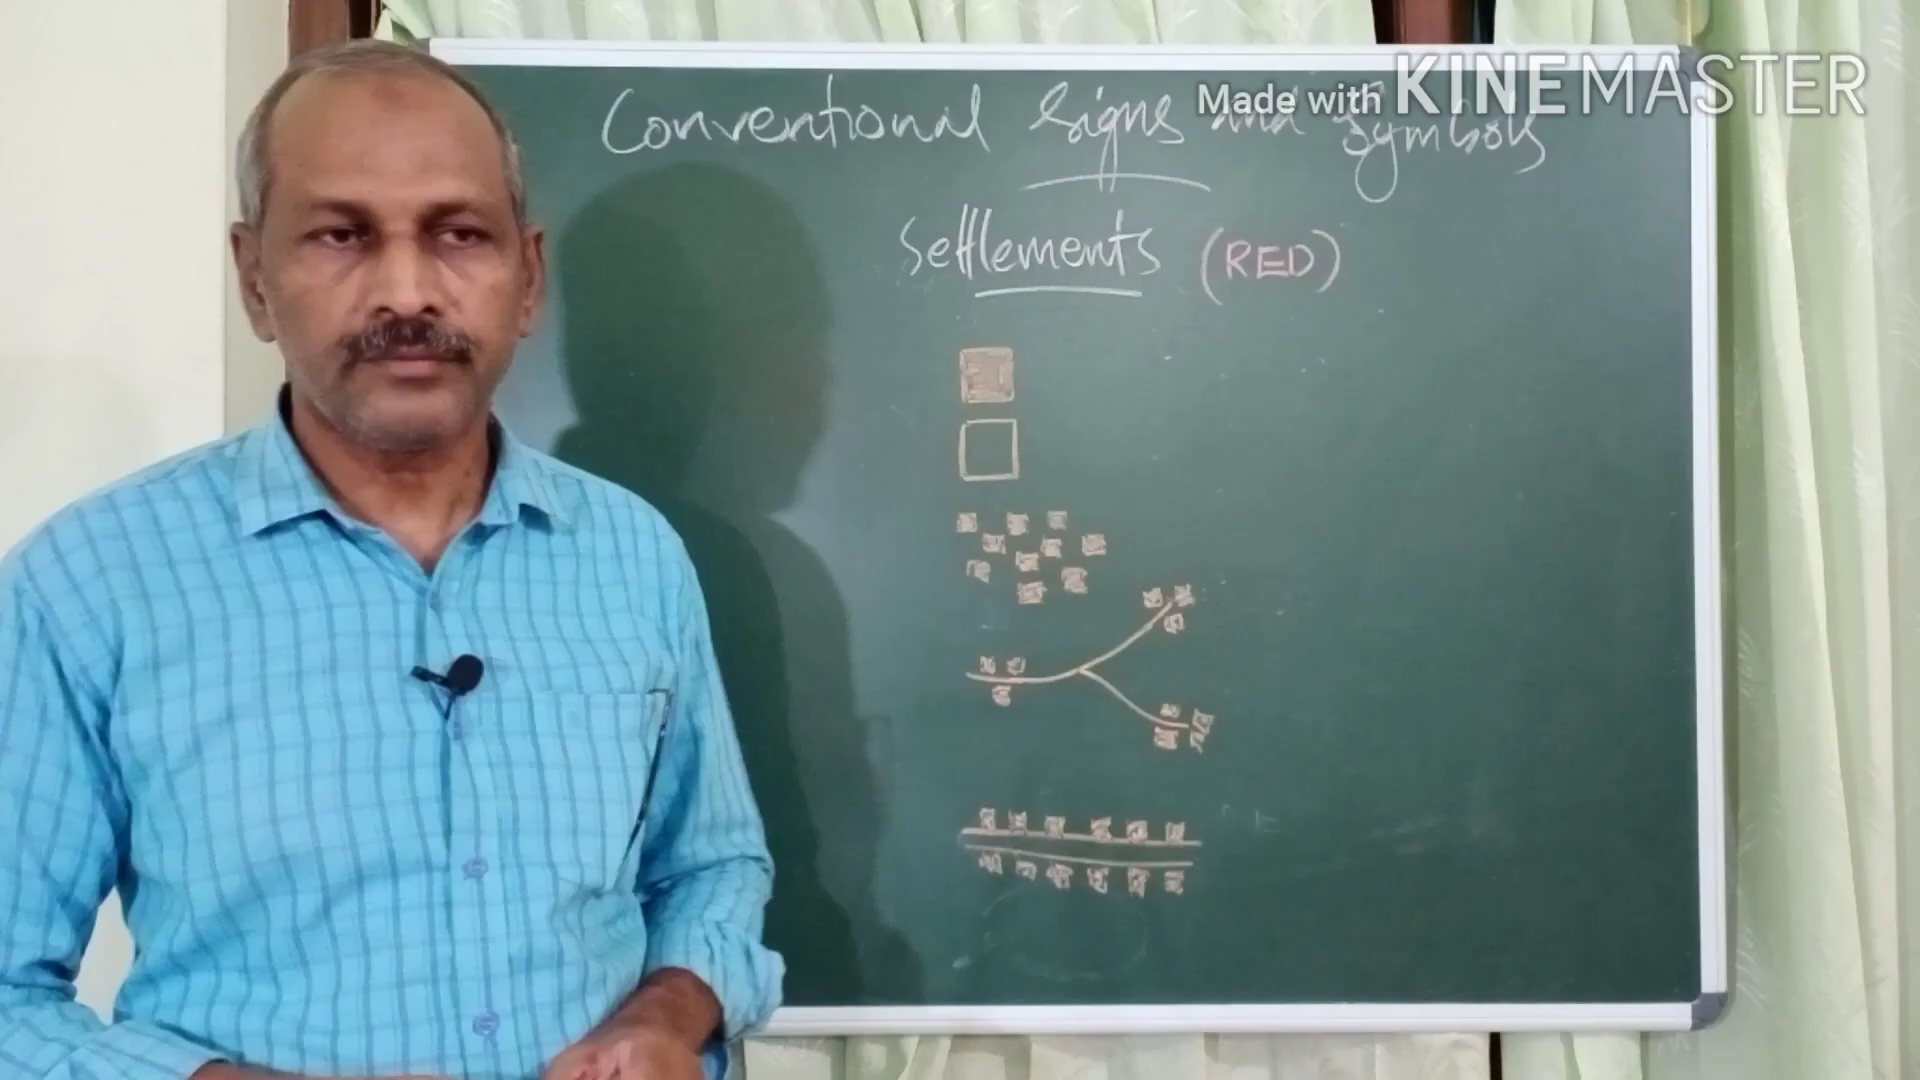 Made with KINEMASTER
Conventional Signs and Symbols
Settlements (RED)